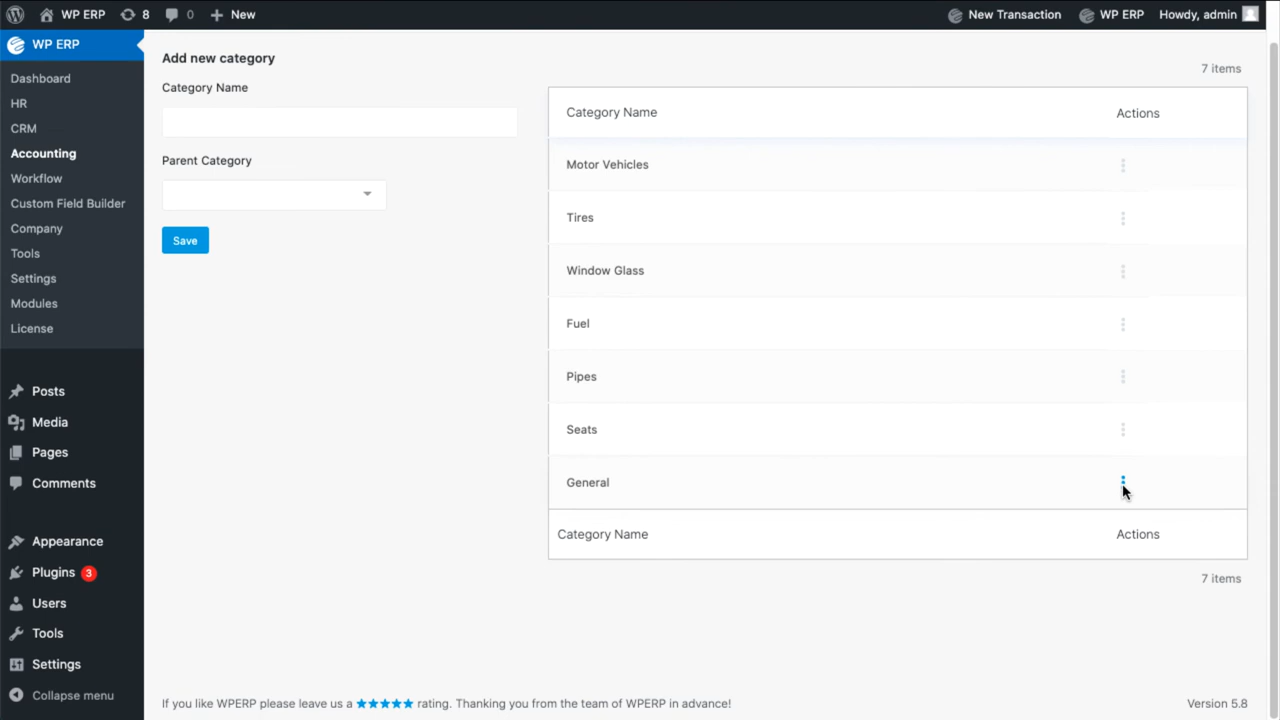 WP ERP 8 0 New New Transaction WP ERP Howdy, admin
WP ERP
Dashboard
HR
CRM
Accounting
Workflow
Custom Field Builder
Company
Tools
Settings
Modules
License
Posts
Media
Pages
Comments
Appearance
Plugins 3
Users
Tools
Settings
Collapse menu
Add new category
Category Name
Parent Category
Save
7 items
Category Name Actions
Motor Vehicles
Tires
Window Glass
Fuel
Pipes
Seats
General
Category Name Actions
7 items
If you like WPERP please leave us a ★★★★★ rating. Thanking you from the team of WPERP in advance! Version 5.8